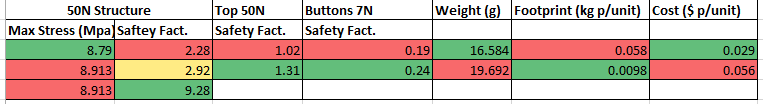 50N Structure Top 50N Buttons 7N Weight (g) Footprint (kg p/unit) Cost ($ p/unit)
Max Stress (Mpa Saftey Fact. Safety Fact. Safety Fact.
8.79 2.28 1.02 0.19 16.584 0.058 0.029
8.913 2.92 1.31 0.24 19.692 0.0098 0.056
8.913 9.28